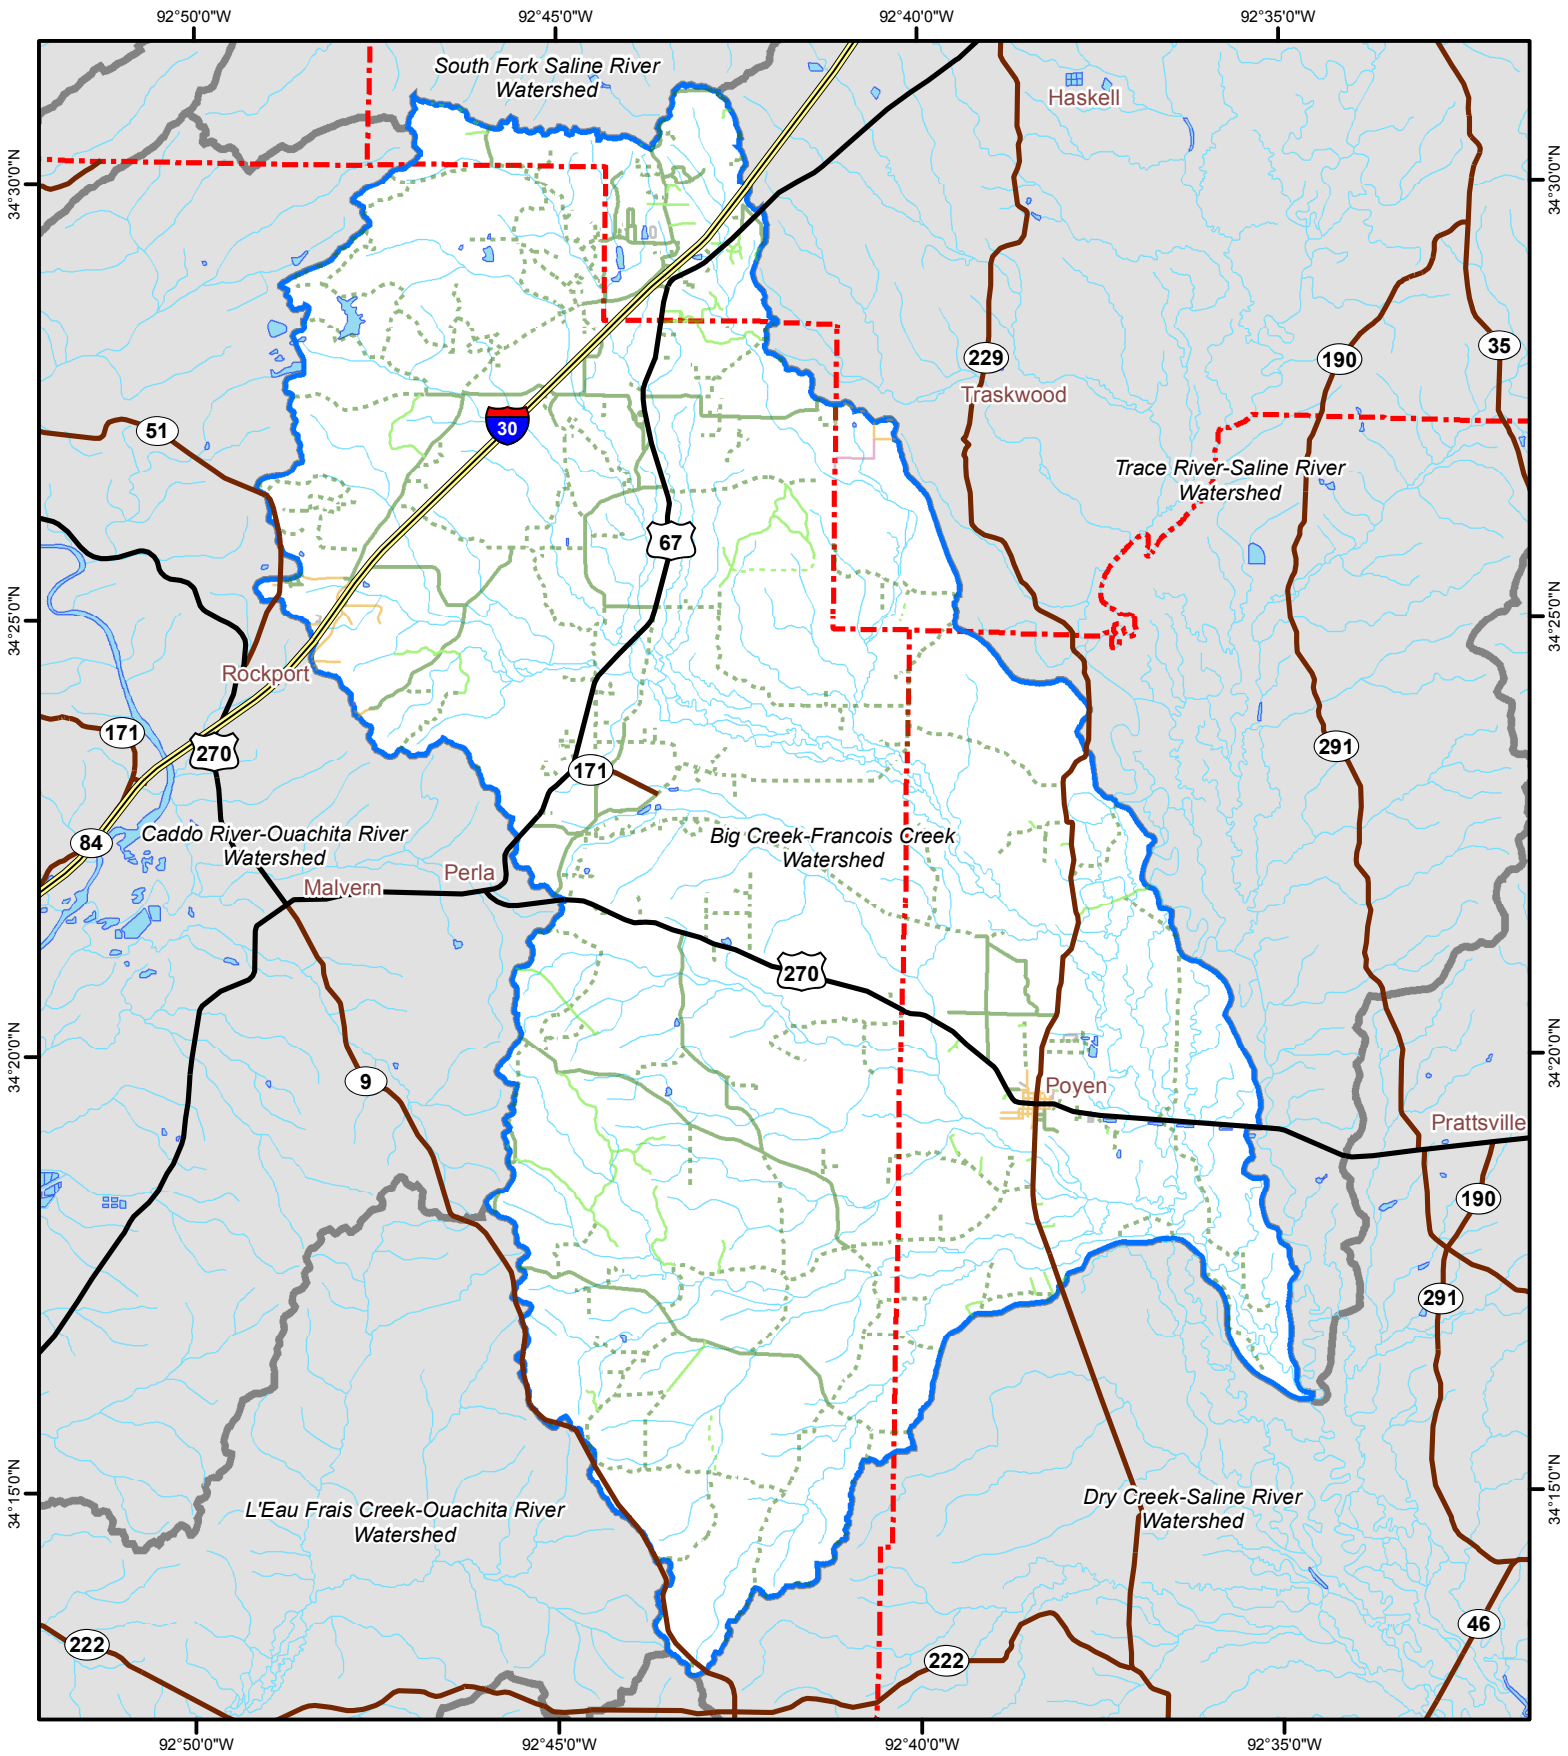 92°50'0"W
92°45'0"W
92°40'0"W
92°35'0"W
South Fork Saline River
Watershed
Haskell
34°30'0"N
34°30'0"N
229
190
35
Traskwood
30
51
Trace River-Saline River
Watershed
67
34°25'0"N
34°25'0"N
Rockport
171
270
291
171
84
Caddo River-Ouachita River
Watershed
Big Creek-Francois Creek
Watershed
Perla
Malvern
270
34°20'0"N
34°20'0"N
9
Poyen
Prattsville
190
291
34°15'0"N
34°15'0"N
L'Eau Frais Creek-Ouachita River
Watershed
Dry Creek-Saline River
Watershed
46
222
222
92°50'0"W
92°45'0"W
92°40'0"W
92°35'0"W